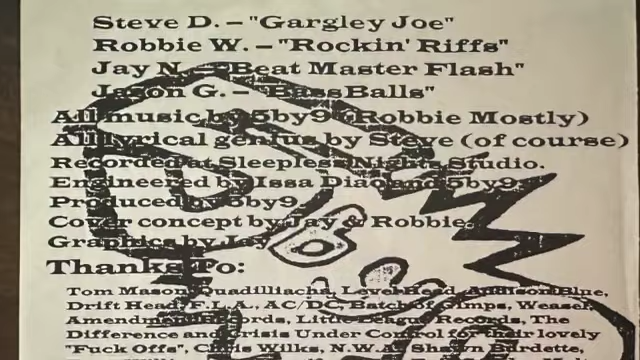 Steve D. – "Gargley Joe"
Robbie W. – "Rockin' Riffs"
Jay N. – "Beat Master Flash"
Jason G. – "BassBalls"
All music by 5by9 (Robbie Mostly)
All lyrical genius by Steve (of course)
Recorded at Sleepless Nights Studio.
Engineered by Issa Diao and 5by9.
Produced by 5by9
Cover concept by Jay & Robbie.
Graphics by Jay
Thanks To:
Tom Mason, Quadilliacha, Level Head, Addison Blue,
Drift Head, F.L.A., AC/DC, Batch of Gimps, Weasel,
Amendment Records, Little League Records, The
Difference and Crisis Under Control for their lovely
"Fuck Offs", Chris Wilks, N.W.A., Shawn Burdette,